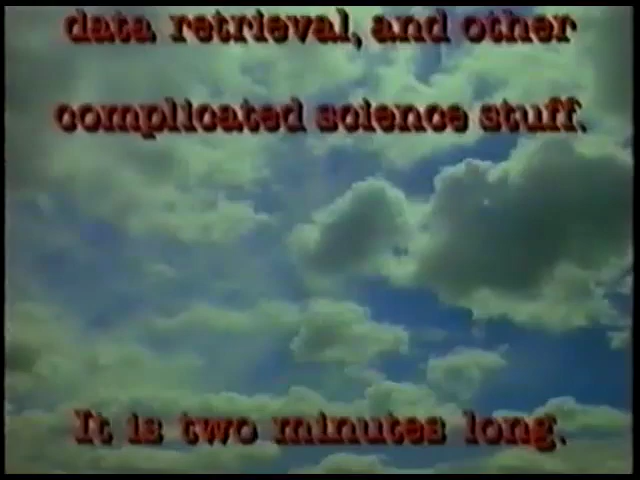 data retrieval, and other
complicated science stuff.
It is two minutes long.